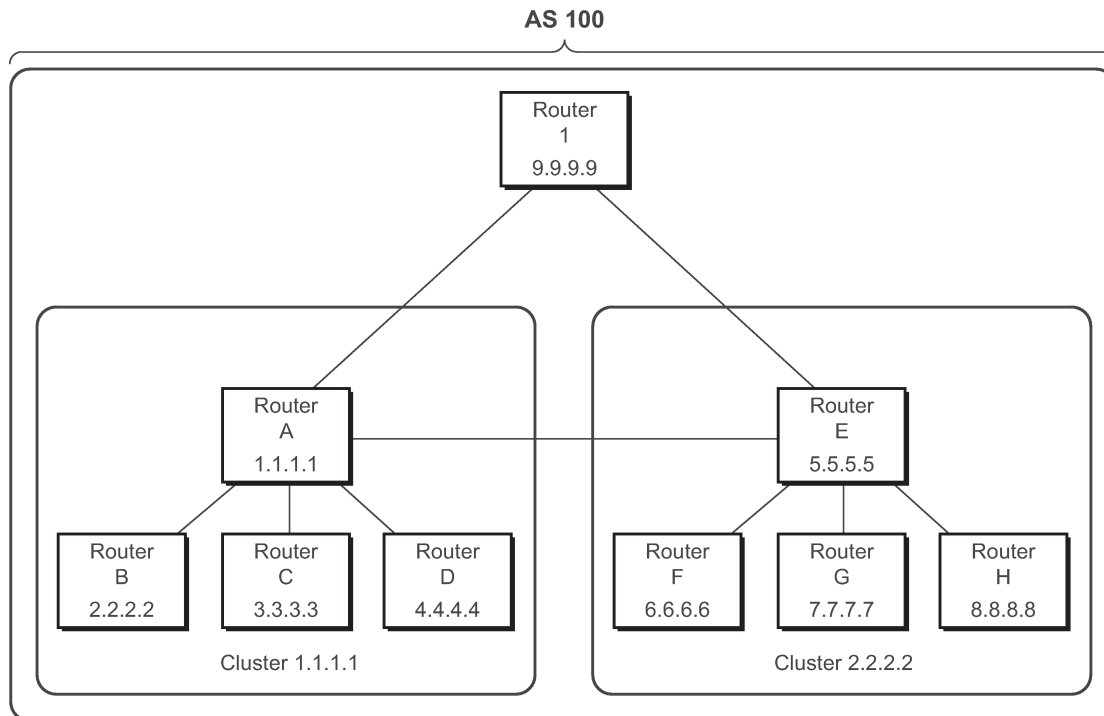 AS 100
Router
1
9.9.9.9
Router
A
1.1.1.1
Router
E
5.5.5.5
Router
B
2.2.2.2
Router
C
3.3.3.3
Router
D
4.4.4.4
Router
F
6.6.6.6
Router
G
7.7.7.7
Router
H
8.8.8.8
Cluster 1.1.1.1
Cluster 2.2.2.2